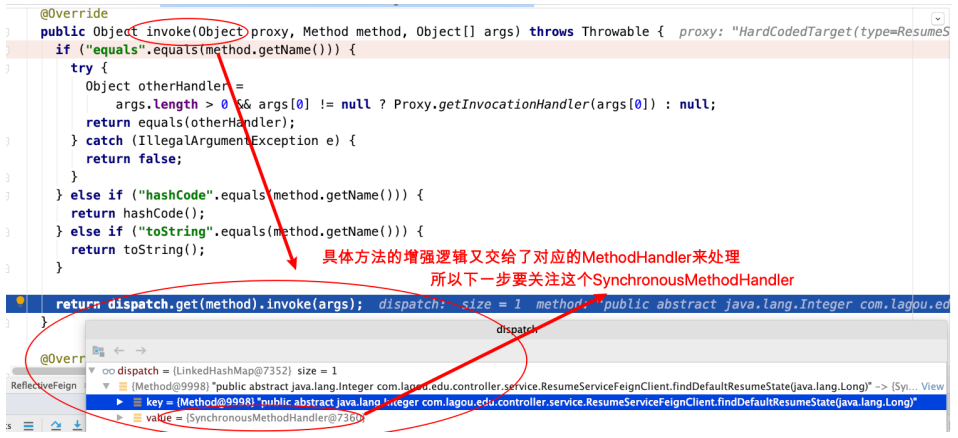 @Override
public Object invoke(Object proxy, Method method, Object[] args) throws Throwable {  proxy: "HardCodedTarget(type=ResumeS
if ("equals".equals(method.getName())) {
try {
Object otherHandler =
args.length > 0 && args[0] != null ? Proxy.getInvocationHandler(args[0]) : null;
return equals(otherHandler);
} catch (IllegalArgumentException e) {
return false;
}
} else if ("hashCode".equals(method.getName())) {
return hashCode();
} else if ("toString".equals(method.getName())) {
return toString();
}
具体方法的增强逻辑又交给了对应的MethodHandler来处理
所以下一步要关注这个SynchronousMethodHandler
return dispatch.get(method).invoke(args);  dispatch:  size = 1  method: "public abstract java.lang.Integer com.lagou.ed
}
dispatch
@Overr
dispatch = {LinkedHashMap@7352}  size = 1
{Method@9998} "public abstract java.lang.Integer com.lagou.edu.controller.service.ResumeServiceFeignClient.findDefaultResumeState(java.lang.Long)" -> {Syn... View
ReflectiveFeign
key = {Method@9998} "public abstract java.lang.Integer com.lagou.edu.controller.service.ResumeServiceFeignClient.findDefaultResumeState(java.lang.Long)"
value = {SynchronousMethodHandler@7360}